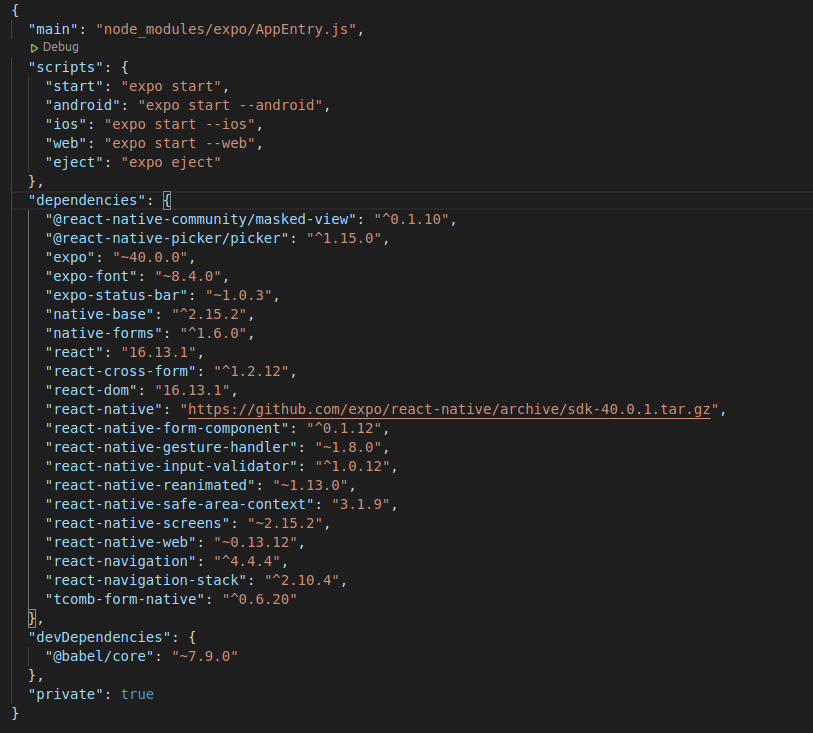 {
"main": "node_modules/expo/AppEntry.js",
Debug
"scripts": {
"start": "expo start",
"android": "expo start --android",
"ios": "expo start --ios",
"web": "expo start --web",
"eject": "expo eject"
},
"dependencies": {
"@react-native-community/masked-view": "^0.1.10",
"@react-native-picker/picker": "^1.15.0",
"expo": "~40.0.0",
"expo-font": "~8.4.0",
"expo-status-bar": "~1.0.3",
"native-base": "^2.15.2",
"native-forms": "^1.6.0",
"react": "16.13.1",
"react-cross-form": "^1.2.12",
"react-dom": "16.13.1",
"react-native": "https://github.com/expo/react-native/archive/sdk-40.0.1.tar.gz",
"react-native-form-component": "^0.1.12",
"react-native-gesture-handler": "~1.8.0",
"react-native-input-validator": "^1.0.12",
"react-native-reanimated": "~1.13.0",
"react-native-safe-area-context": "3.1.9",
"react-native-screens": "~2.15.2",
"react-native-web": "~0.13.12",
"react-navigation": "^4.4.4",
"react-navigation-stack": "^2.10.4",
"tcomb-form-native": "^0.6.20"
},
"devDependencies": {
"@babel/core": "~7.9.0"
},
"private": true
}